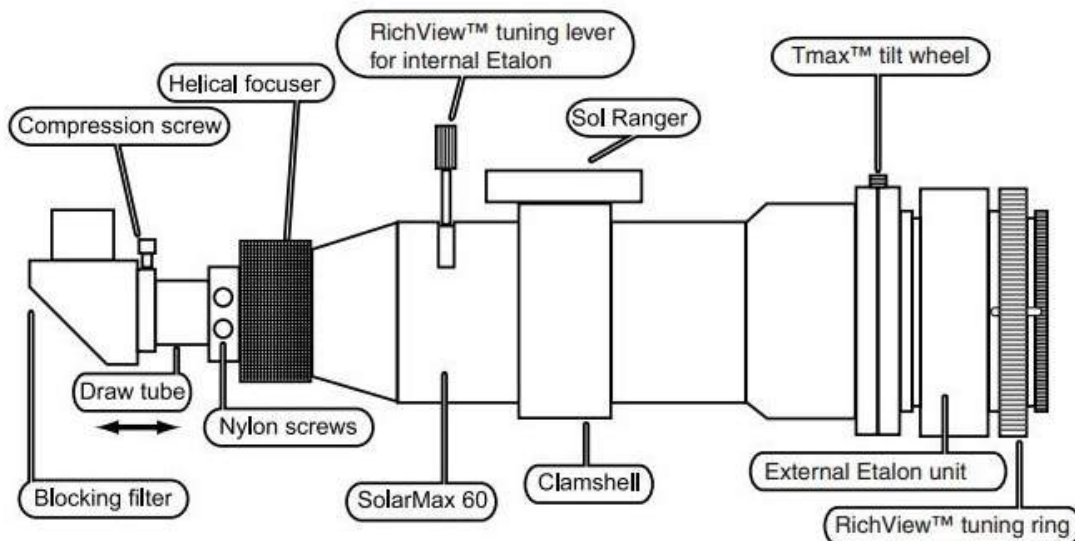 RichView™ tuning lever
for internal Etalon
Tmax™ tilt wheel
Helical focuser
Sol Ranger
Compression screw
Draw tube
Nylon screws
Blocking filter
SolarMax 60
Clamshell
External Etalon unit
RichView™ tuning ring